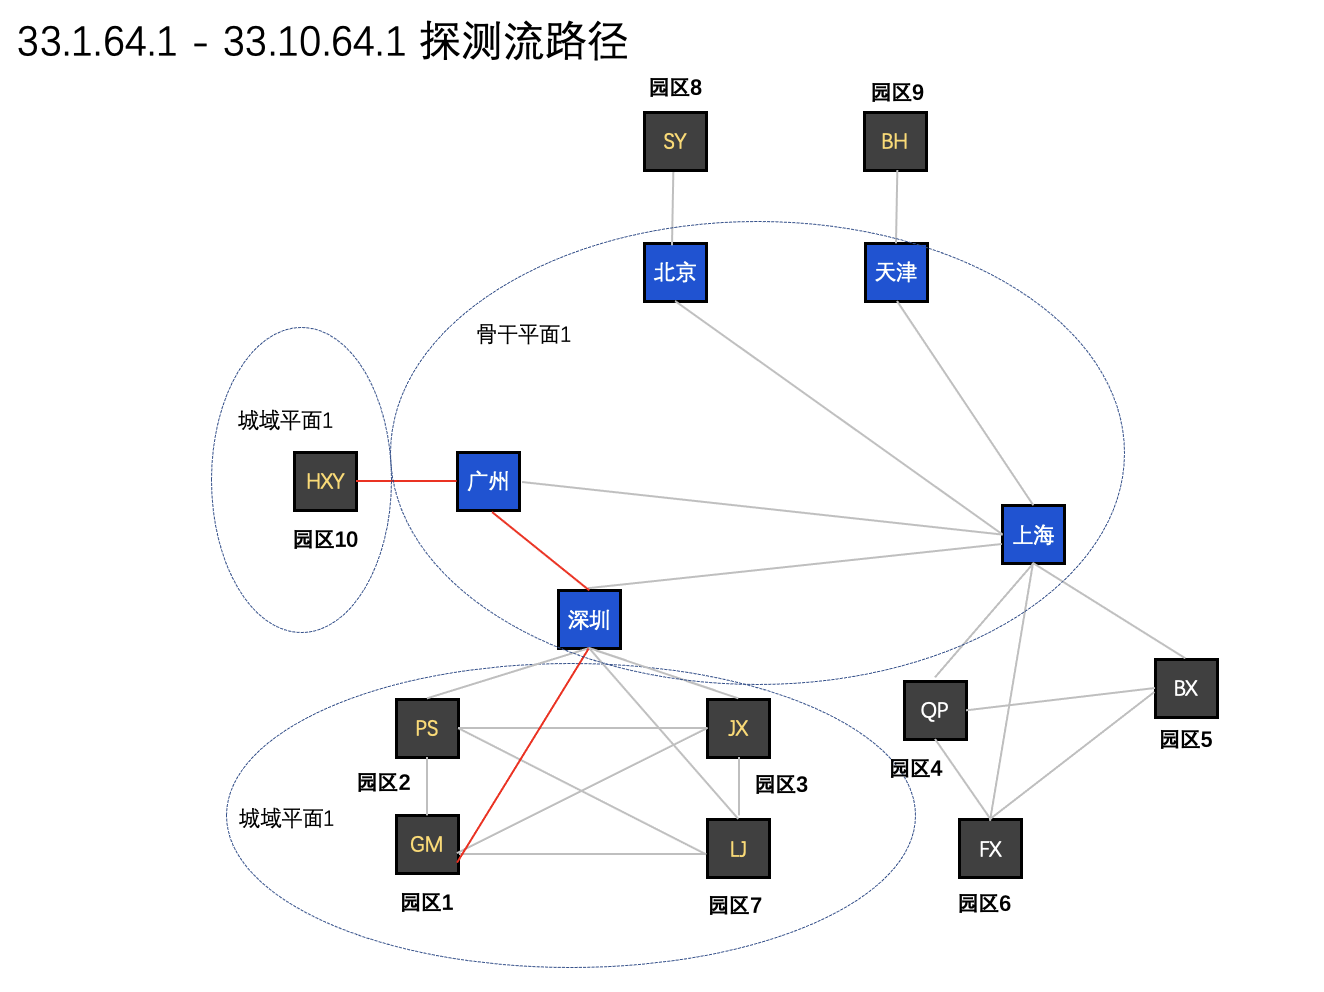 33.1.64.1 - 33.10.64.1 探测流路径
园区8
园区9
SY
BH
北京
天津
骨干平面1
城域平面1
HXY
广州
园区10
上海
深圳
BX
QP
园区5
PS
JX
园区2
园区3
园区4
城域平面1
GM
LJ
FX
园区1
园区7
园区6